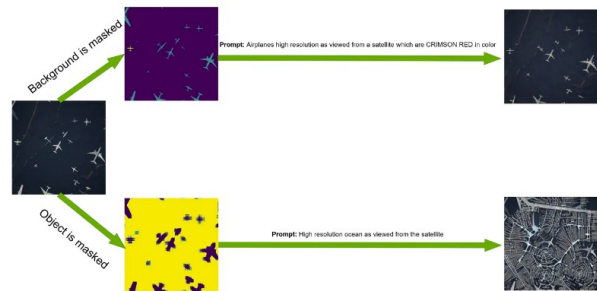 Background is masked
Prompt: Airplanes high resolution as viewed from a satellite which are CRIMSON RED in color
Object is masked
Prompt: High resolution ocean as viewed from the satellite